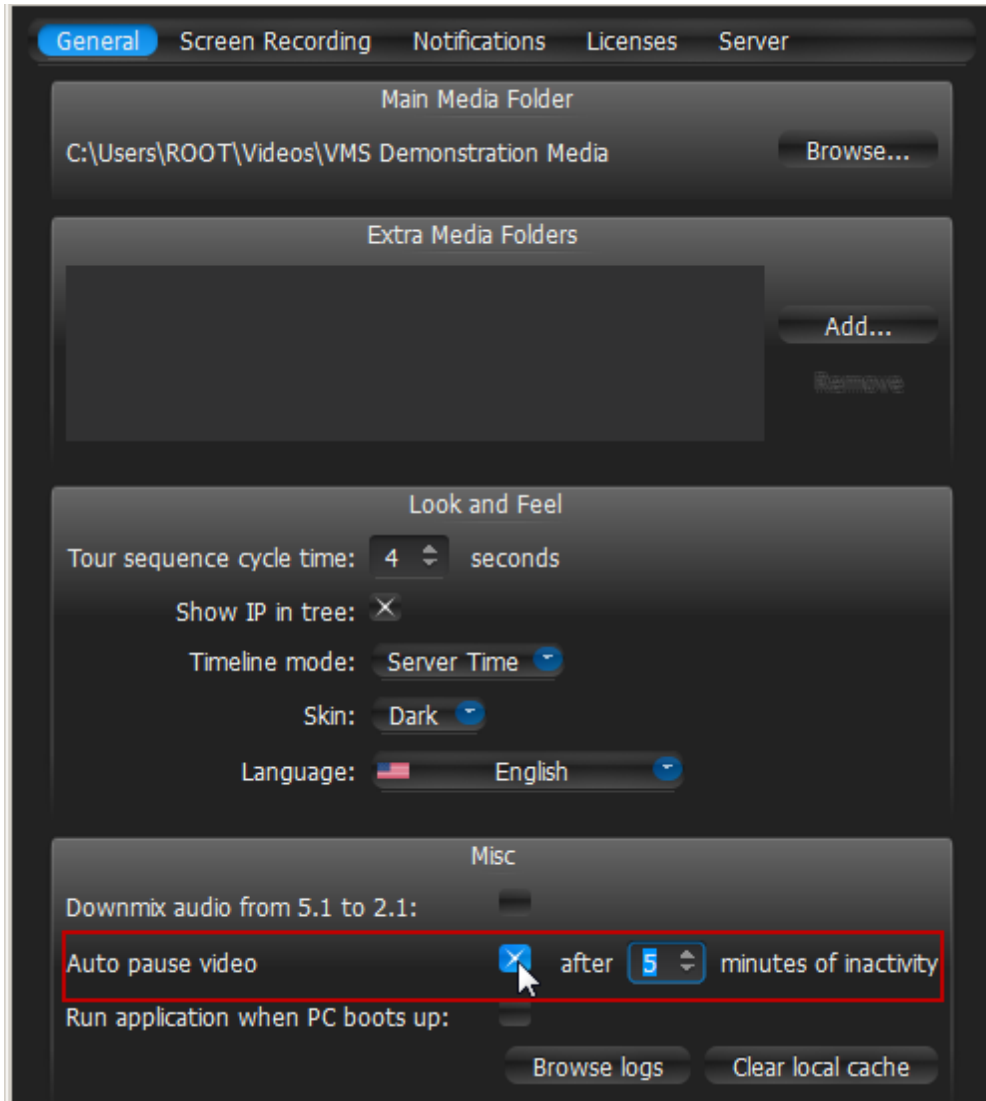 General Screen Recording Notifications Licenses Server
Main Media Folder
C:\Users\ROOT\Videos\VMS Demonstration Media Browse...
Extra Media Folders
Add...
Remove
Look and Feel
Tour sequence cycle time: 4 seconds
Show IP in tree:
Timeline mode: Server Time
Skin: Dark
Language: English
Misc
Downmix audio from 5.1 to 2.1:
Auto pause video after 5 minutes of inactivity
Run application when PC boots up:
Browse logs Clear local cache